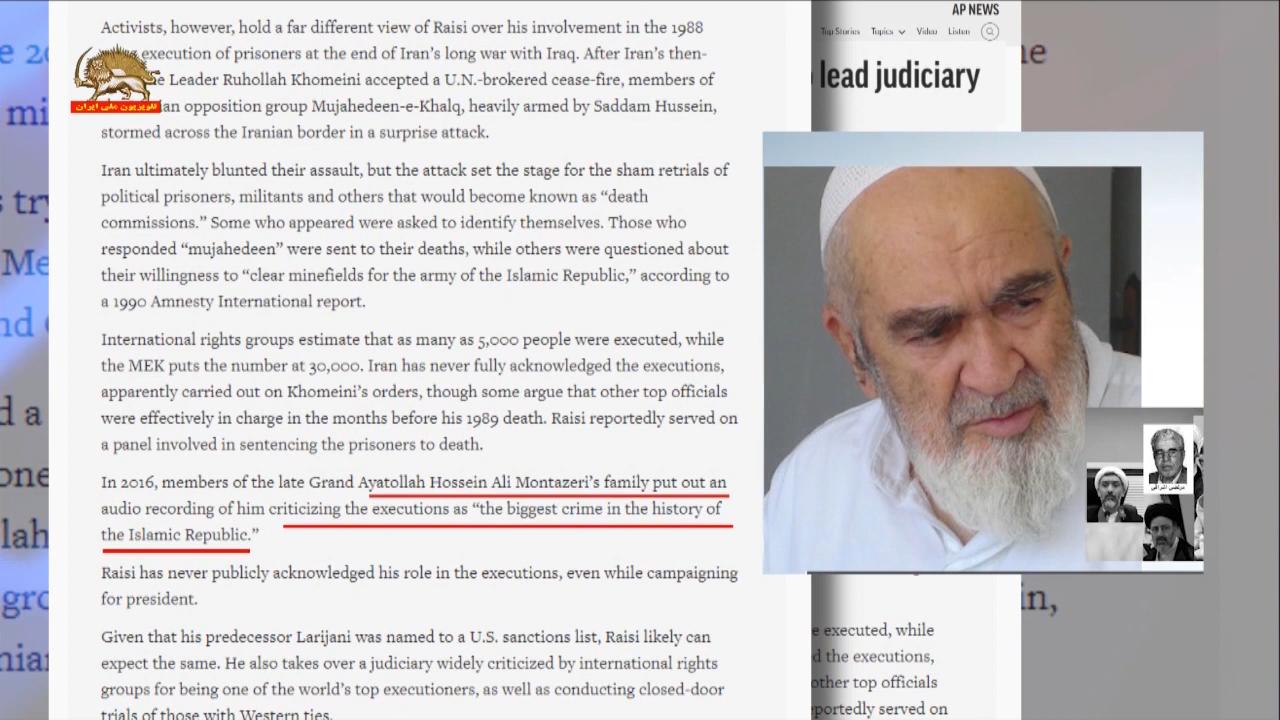 Activists, however, hold a far different view of Raisi over his involvement in the 1988
execution of prisoners at the end of Iran's long war with Iraq. After Iran's then-
Leader Ruhollah Khomeini accepted a U.N.-brokered cease-fire, members of
opposition group Mujahedeen-e-Khalq, heavily armed by Saddam Hussein,
stormed across the Iranian border in a surprise attack.
Iran ultimately blunted their assault, but the attack set the stage for the sham retrials of
political prisoners, militants and others that would become known as “death
commissions.” Some who appeared were asked to identify themselves. Those who
responded “mujahedeen” were sent to their deaths, while others were questioned about
their willingness to “clear minefields for the army of the Islamic Republic,” according to
a 1990 Amnesty International report.
International rights groups estimate that as many as 5,000 people were executed, while
the MEK puts the number at 30,000. Iran has never fully acknowledged the executions,
apparently carried out on Khomeini's orders, though some argue that other top officials
were effectively in charge in the months before his 1989 death. Raisi reportedly served on
a panel involved in sentencing the prisoners to death.
In 2016, members of the late Grand Ayatollah Hossein Ali Montazeri's family put out an
audio recording of him criticizing the executions as “the biggest crime in the history of
the Islamic Republic.”
Raisi has never publicly acknowledged his role in the executions, even while campaigning
for president.
Given that his predecessor Larijani was named to a U.S. sanctions list, Raisi likely can
expect the same. He also takes over a judiciary widely criticized by international rights
groups for being one of the world's top executioners, as well as conducting closed-door
trials of those with Western ties.
تلویزیون ملی ایران
AP NEWS
Top Stories Topics Video Listen
lead judiciary
مرتضی اشراقی
executed, while
the executions,
other top officials
reportedly served on